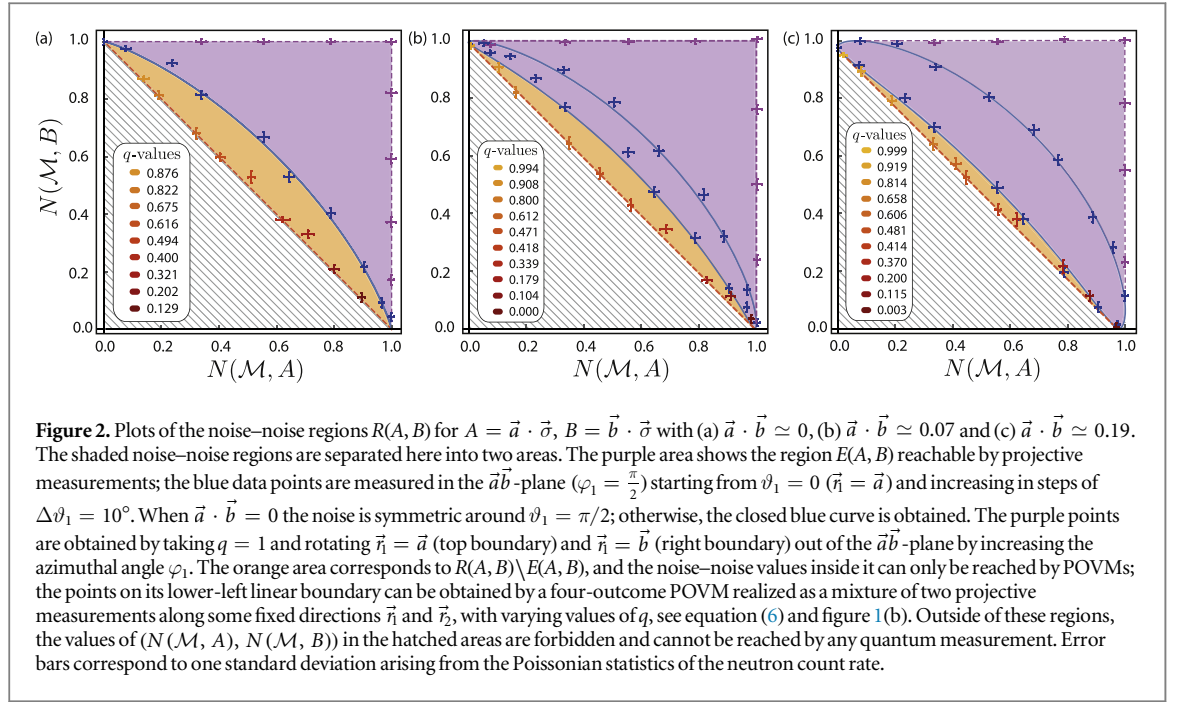 (a)
1.0
0.8
0.6
0.4
0.2
0.0
N(M, B)
q-values
0.876
0.822
0.675
0.616
0.494
0.400
0.321
0.202
0.129
0.0 0.2 0.4 0.6 0.8 1.0
N(M, A)
(b)
1.0
0.8
0.6
0.4
0.2
0.0
q-values
0.994
0.908
0.800
0.612
0.471
0.418
0.339
0.179
0.104
0.000
0.0 0.2 0.4 0.6 0.8 1.0
N(M, A)
(c)
1.0
0.8
0.6
0.4
0.2
0.0
q-values
0.999
0.919
0.814
0.658
0.606
0.481
0.414
0.370
0.200
0.115
0.003
0.0 0.2 0.4 0.6 0.8 1.0
N(M, A)
Figure 2. Plots of the noise–noise regions R(A, B) for A = a⃗ · σ⃗, B = b⃗ · σ⃗ with (a) a⃗ · b⃗ ≃ 0, (b) a⃗ · b⃗ ≃ 0.07 and (c) a⃗ · b⃗ ≃ 0.19.
The shaded noise–noise regions are separated here into two areas. The purple area shows the region E(A, B) reachable by projective
measurements; the blue data points are measured in the a⃗b⃗-plane (φ₁ = π/2) starting from ϑ₁ = 0 (r⃗₁ = a⃗) and increasing in steps of
Δϑ₁ = 10°. When a⃗ · b⃗ = 0 the noise is symmetric around ϑ₁ = π/2; otherwise, the closed blue curve is obtained. The purple points
are obtained by taking q = 1 and rotating r⃗₁ = a⃗ (top boundary) and r⃗₁ = b⃗ (right boundary) out of the a⃗b⃗-plane by increasing the
azimuthal angle φ₁. The orange area corresponds to R(A, B)\E(A, B), and the noise–noise values inside it can only be reached by POVMs;
the points on its lower-left linear boundary can be obtained by a four-outcome POVM realized as a mixture of two projective
measurements along some fixed directions r⃗₁ and r⃗₂, with varying values of q, see equation (6) and figure 1(b). Outside of these regions,
the values of (N(M, A), N(M, B)) in the hatched areas are forbidden and cannot be reached by any quantum measurement. Error
bars correspond to one standard deviation arising from the Poissonian statistics of the neutron count rate.